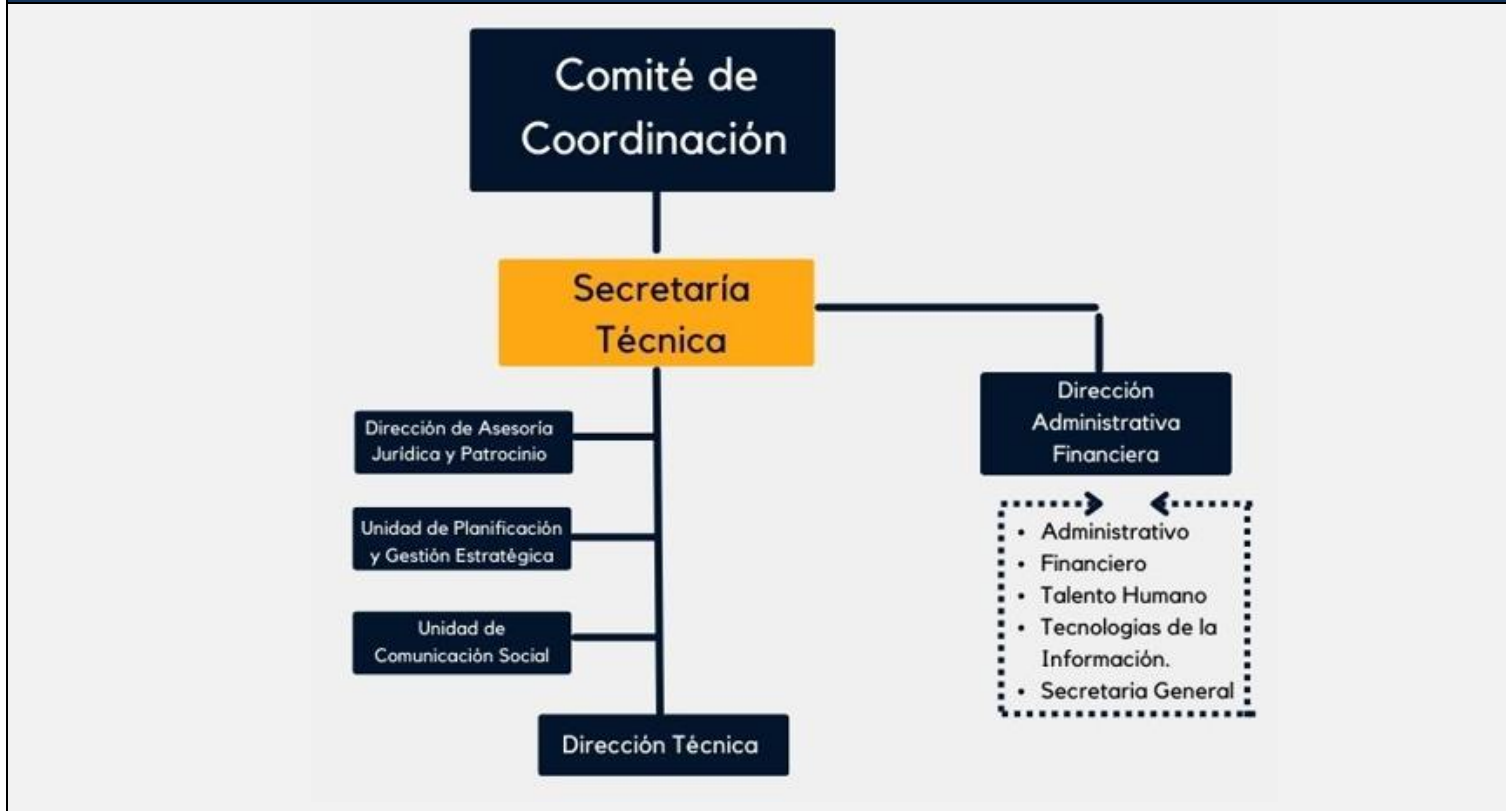 Comité de
Coordinación
Secretaría
Técnica
Dirección de Asesoría
Jurídica y Patrocinio
Unidad de Planificación
y Gestión Estratégica
Unidad de
Comunicación Social
Dirección Técnica
Dirección
Administrativa
Financiera
• Administrativo
• Financiero
• Talento Humano
• Tecnologias de la
Información.
• Secretaria General